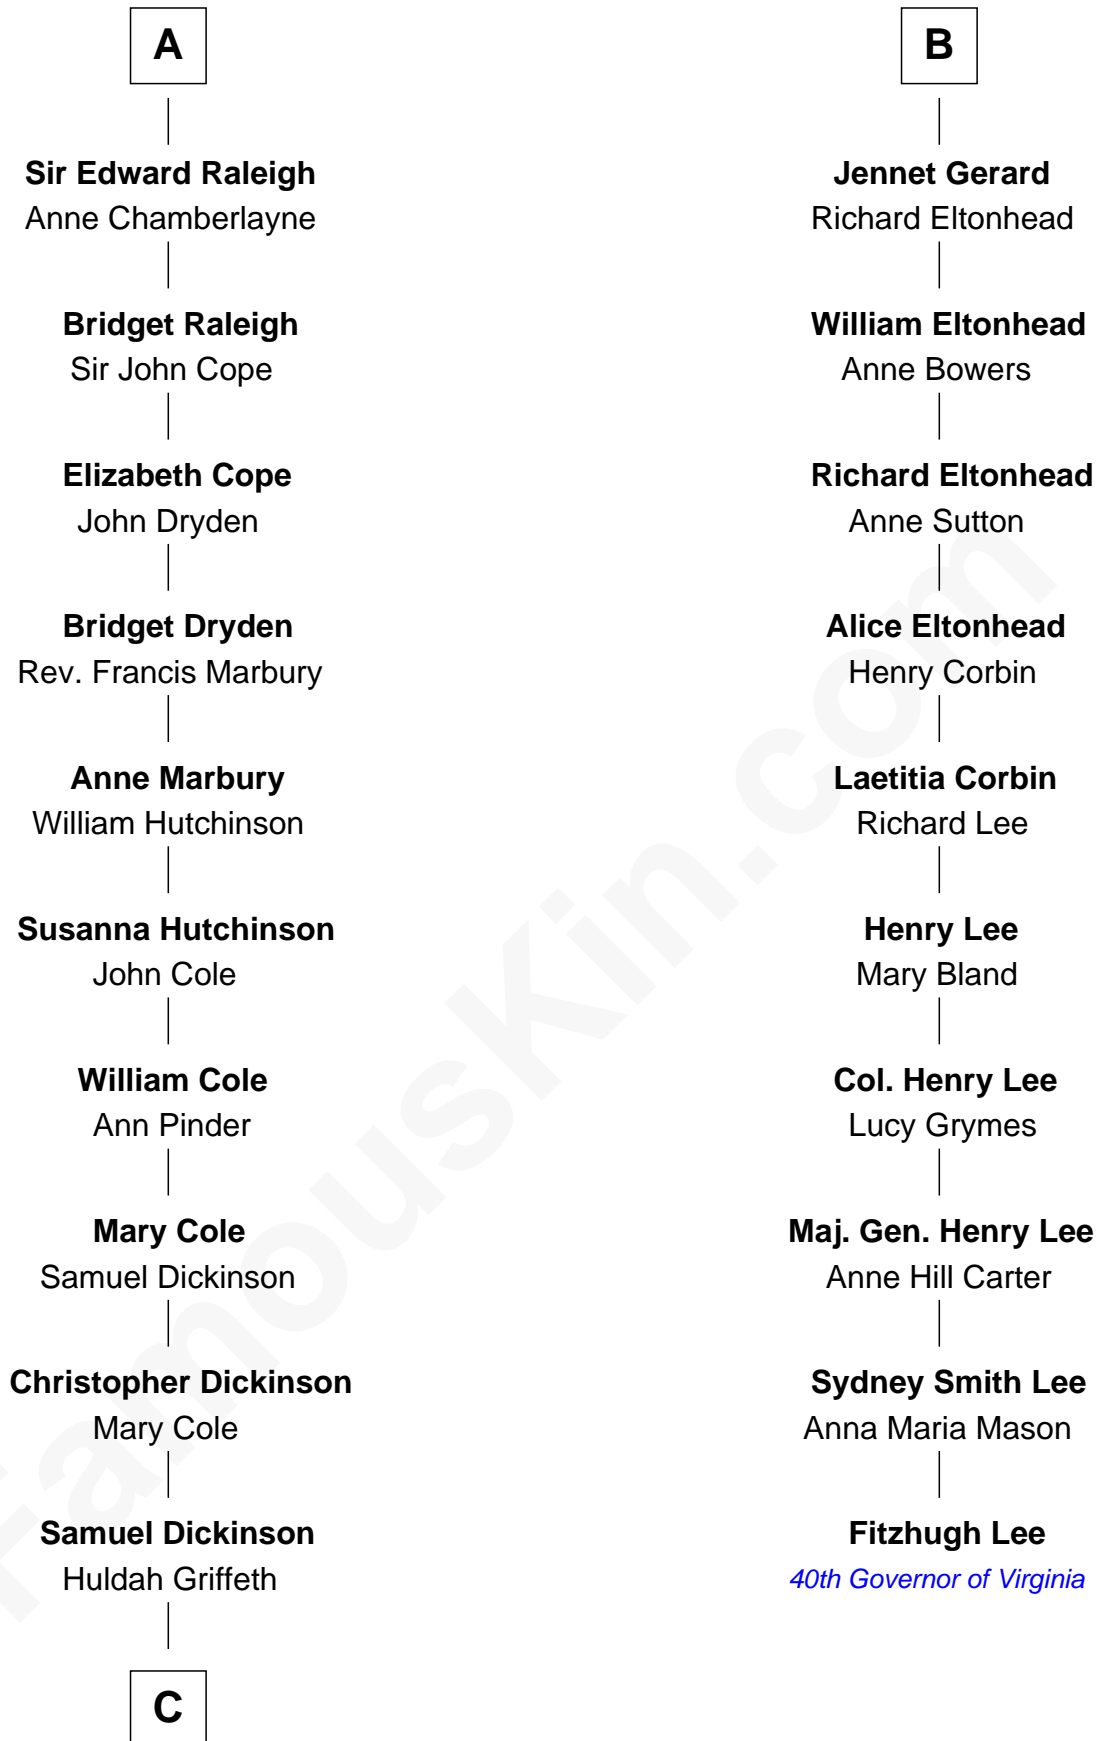 A
Sir Edward Raleigh
Anne Chamberlayne
Bridget Raleigh
Sir John Cope
Elizabeth Cope
John Dryden
Bridget Dryden
Rev. Francis Marbury
Anne Marbury
William Hutchinson
Susanna Hutchinson
John Cole
William Cole
Ann Pinder
Mary Cole
Samuel Dickinson
Christopher Dickinson
Mary Cole
Samuel Dickinson
Huldah Griffeth
C
B
Jennet Gerard
Richard Eltonhead
William Eltonhead
Anne Bowers
Richard Eltonhead
Anne Sutton
Alice Eltonhead
Henry Corbin
Laetitia Corbin
Richard Lee
Henry Lee
Mary Bland
Col. Henry Lee
Lucy Grymes
Maj. Gen. Henry Lee
Anne Hill Carter
Sydney Smith Lee
Anna Maria Mason
Fitzhugh Lee
40th Governor of Virginia
FamousKin.com